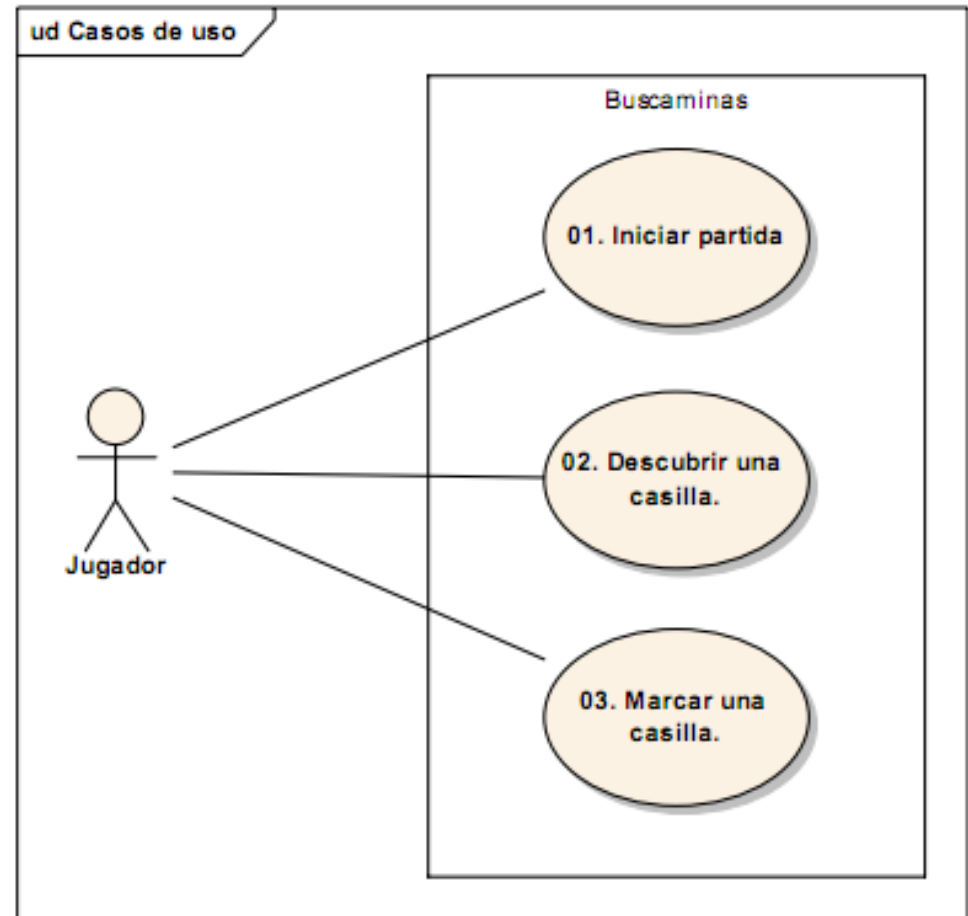 ud Casos de uso
Buscaminas
01. Iniciar partida
02. Descubrir una
casilla.
Jugador
03. Marcar una
casilla.